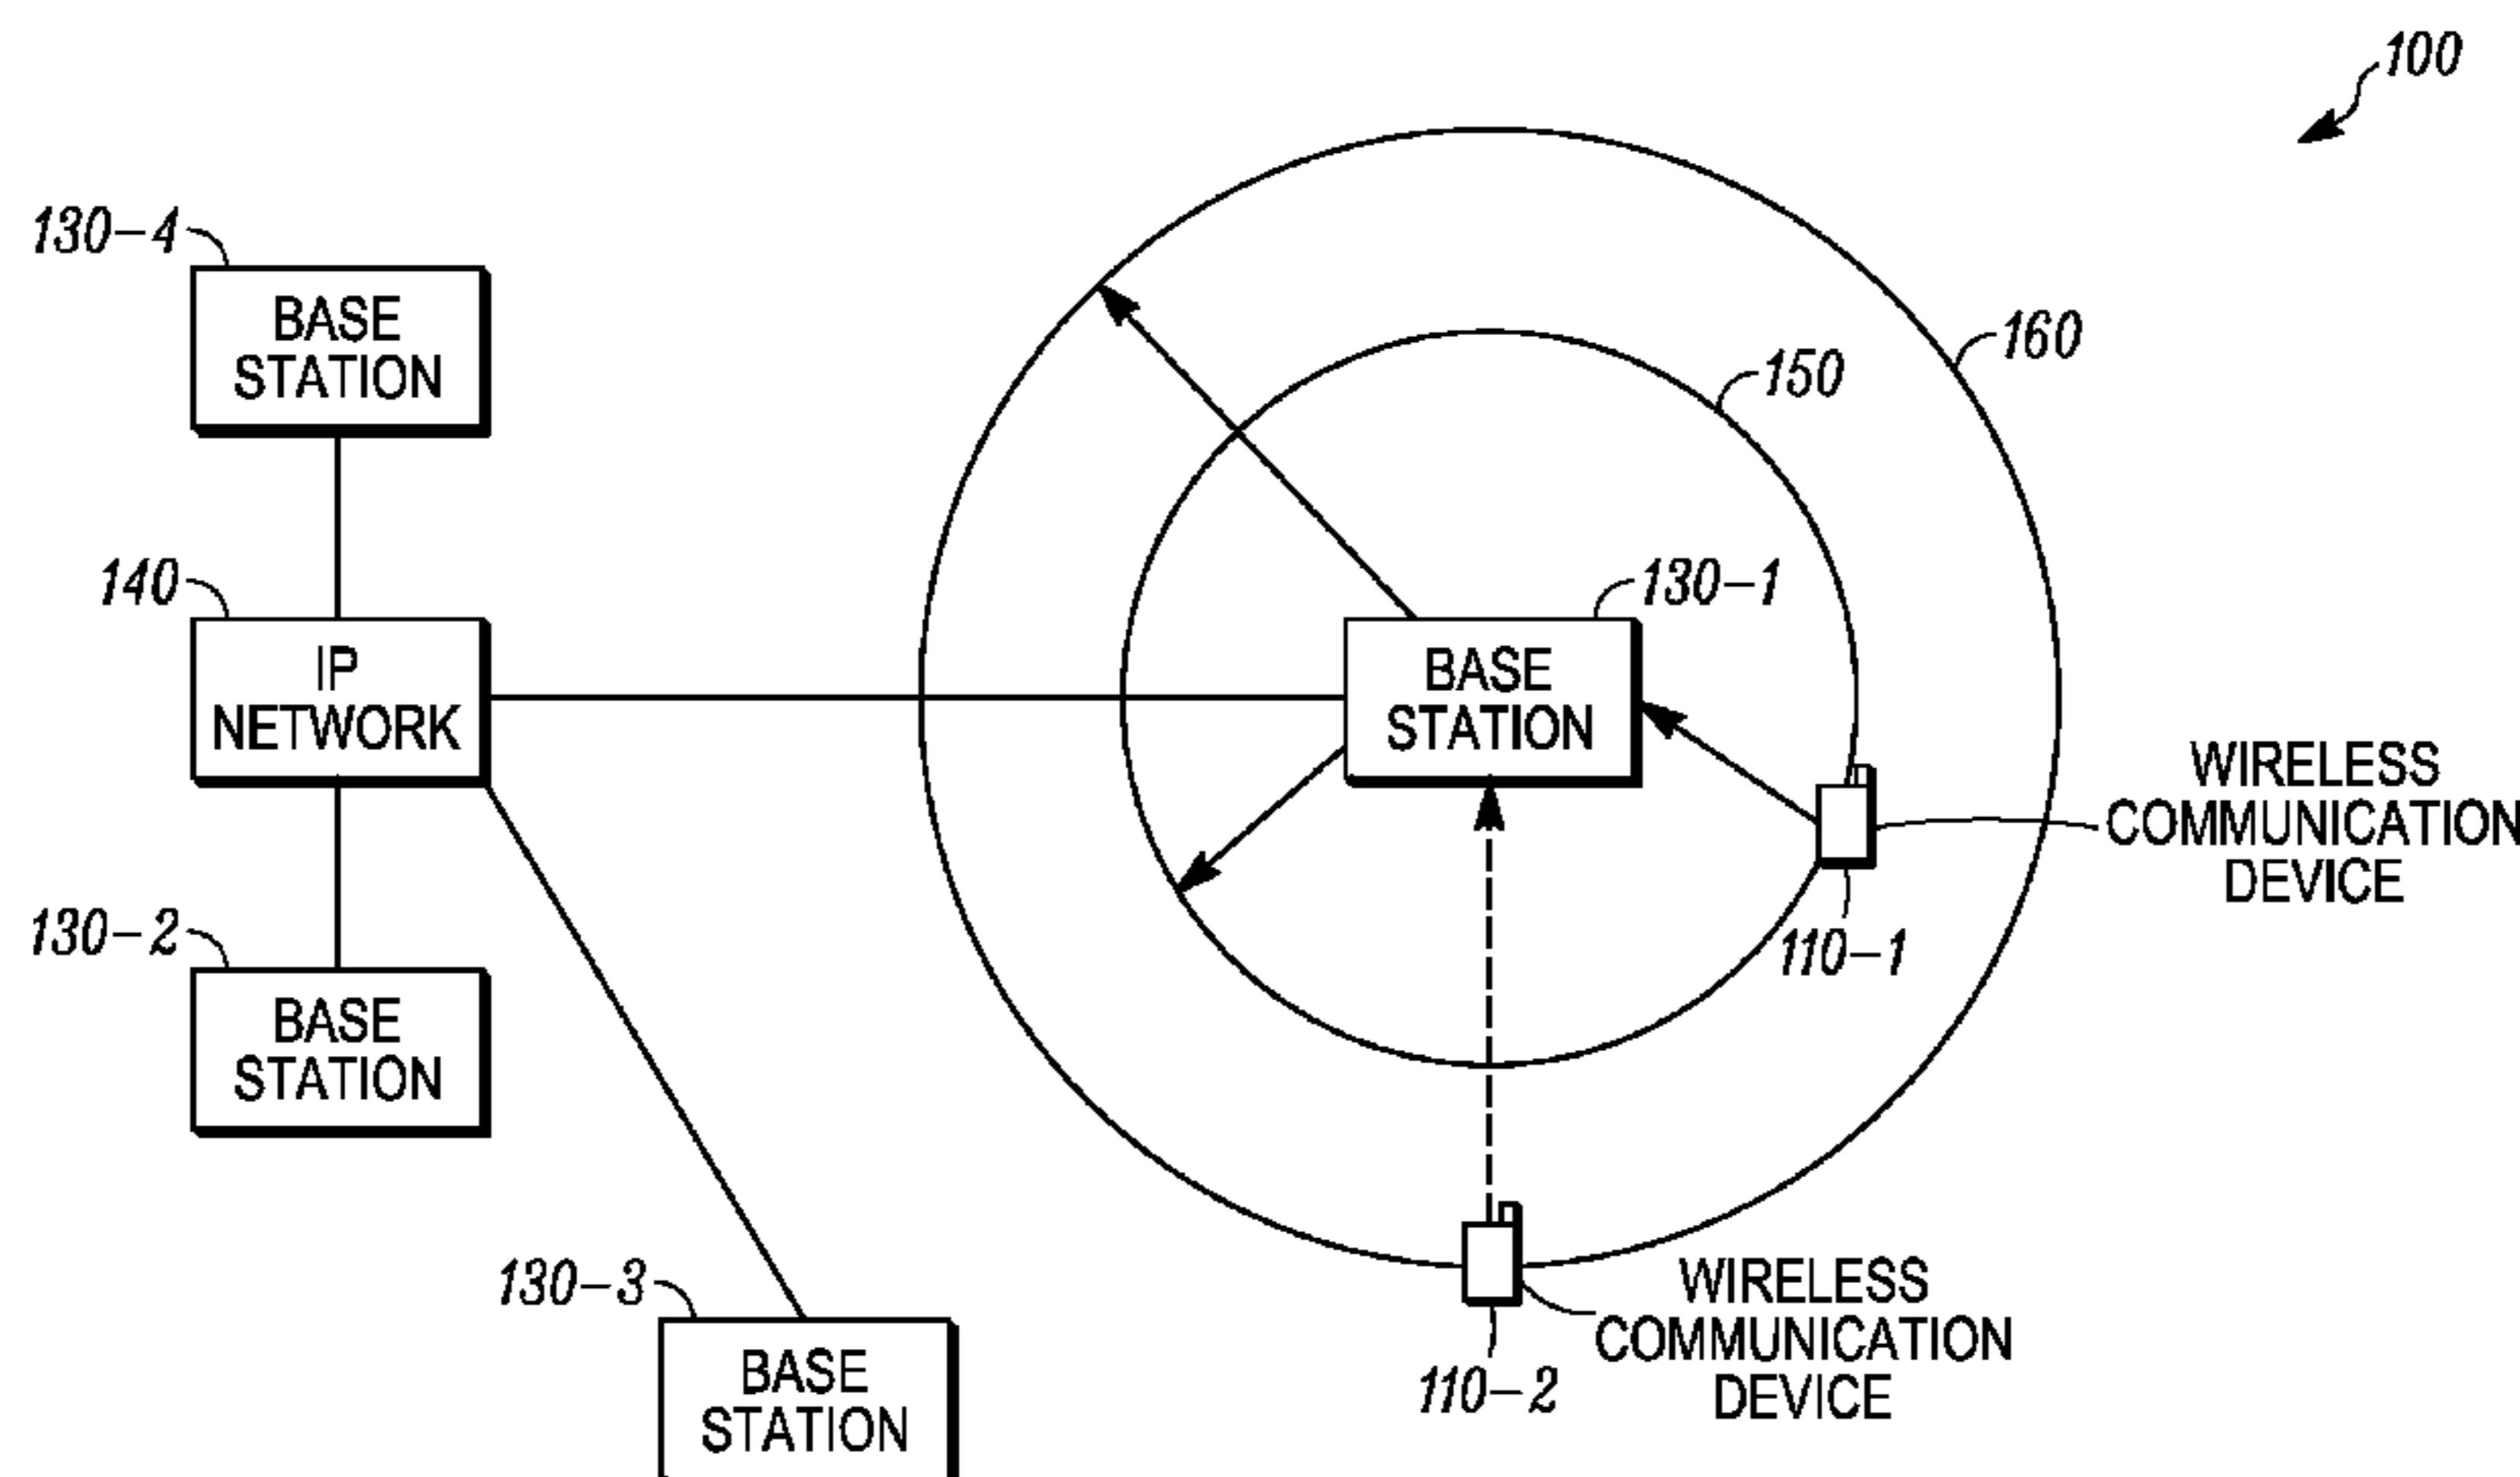 100
130-4
BASE
STATION
160
150
140
IP
NETWORK
130-1
BASE
STATION
WIRELESS
COMMUNICATION
DEVICE
110-1
130-2
BASE
STATION
130-3
BASE
STATION
WIRELESS
COMMUNICATION
DEVICE
110-2